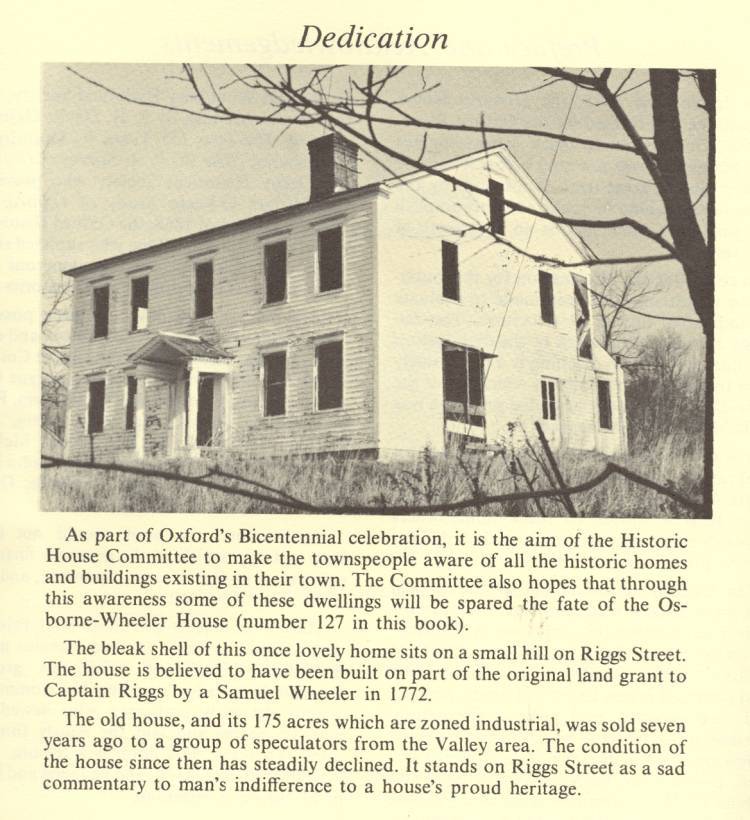 Dedication
As part of Oxford's Bicentennial celebration, it is the aim of the Historic
House Committee to make the townspeople aware of all the historic homes
and buildings existing in their town. The Committee also hopes that through
this awareness some of these dwellings will be spared the fate of the Os-
borne-Wheeler House (number 127 in this book).
The bleak shell of this once lovely home sits on a small hill on Riggs Street.
The house is believed to have been built on part of the original land grant to
Captain Riggs by a Samuel Wheeler in 1772.
The old house, and its 175 acres which are zoned industrial, was sold seven
years ago to a group of speculators from the Valley area. The condition of
the house since then has steadily declined. It stands on Riggs Street as a sad
commentary to man's indifference to a house's proud heritage.